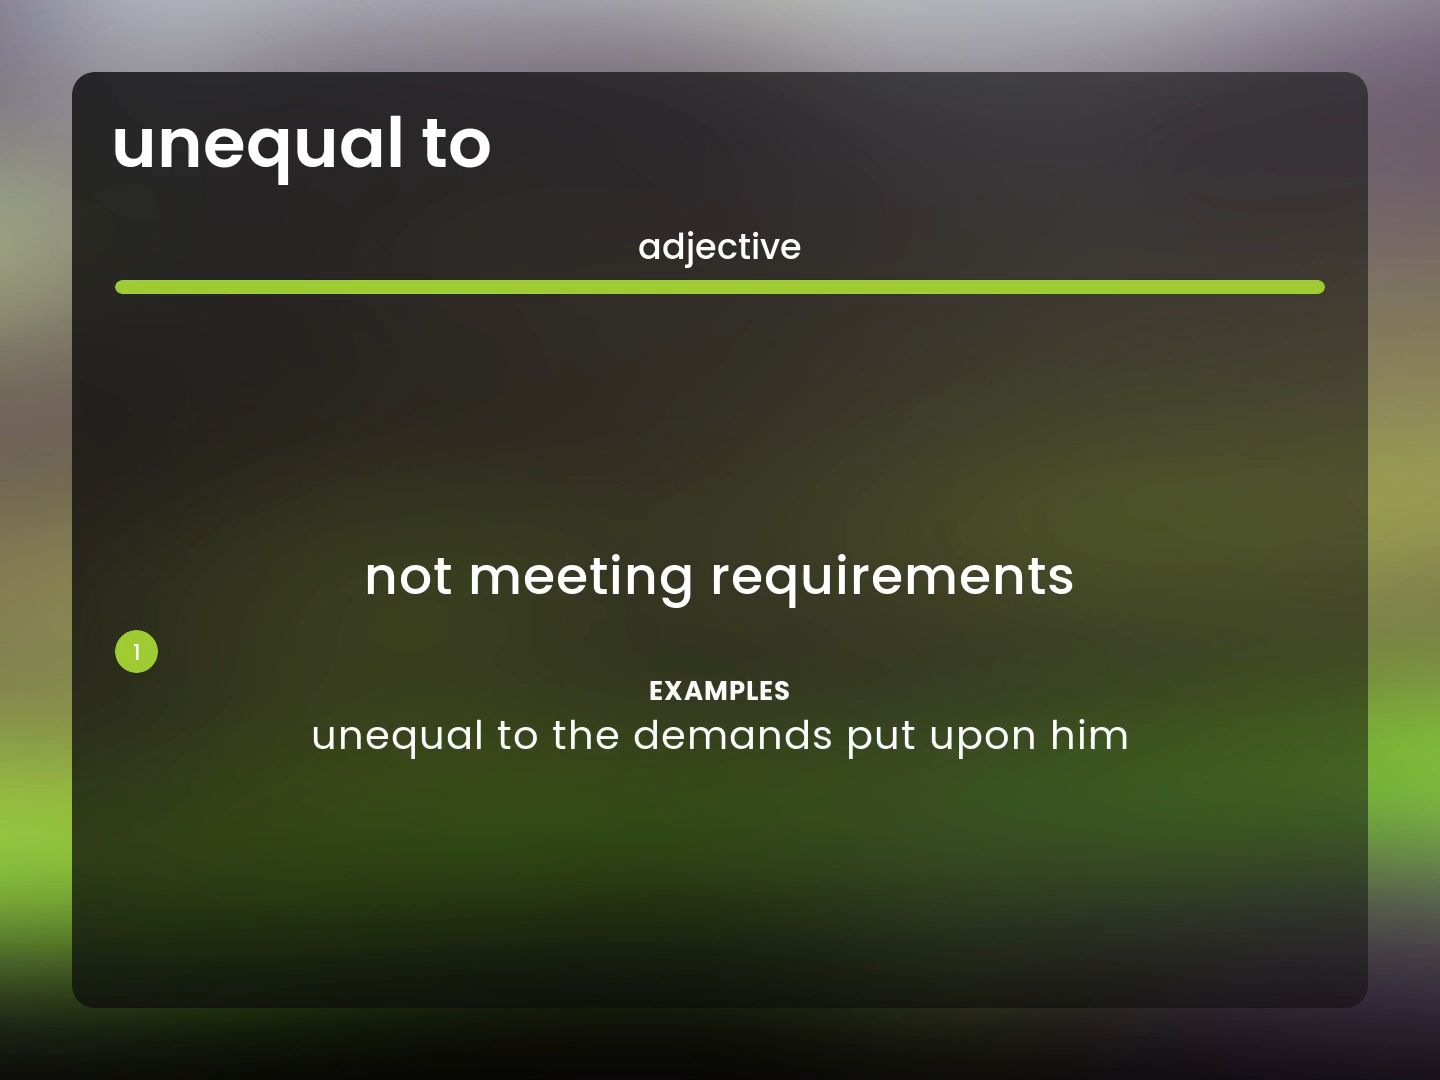 unequal to
adjective
not meeting requirements
1
EXAMPLES
unequal to the demands put upon him